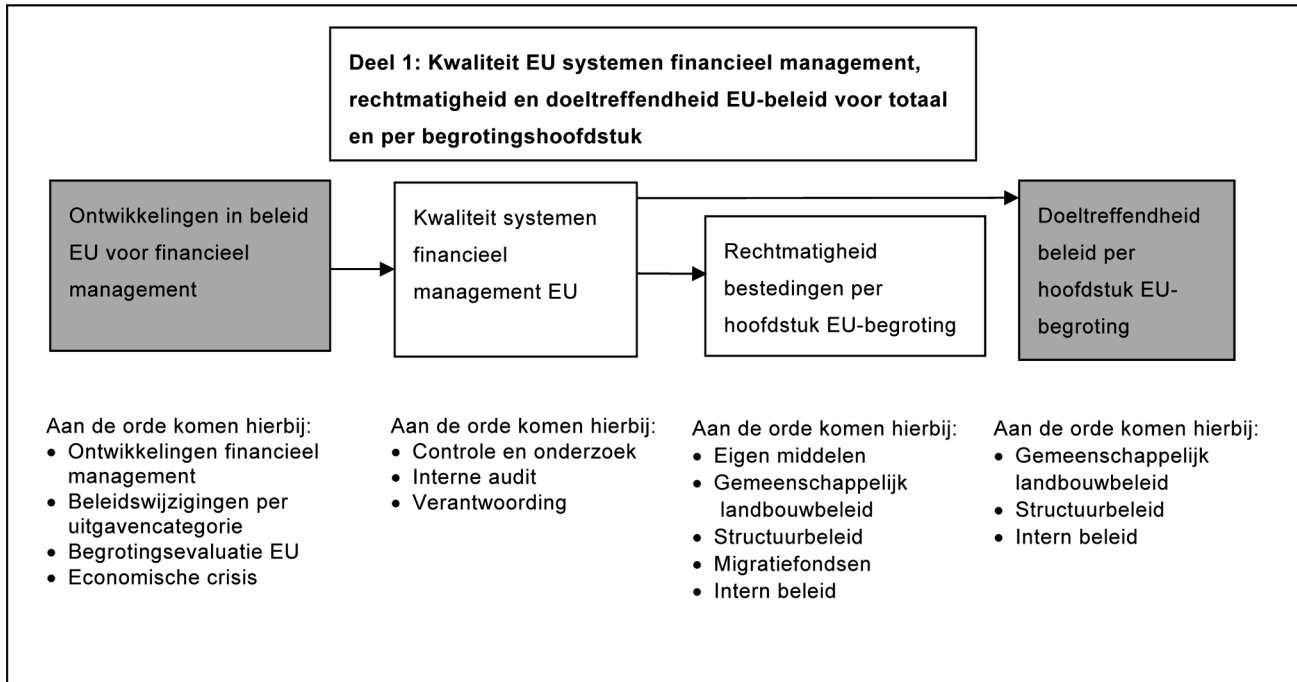 Deel 1: Kwaliteit EU systemen financieel management,
rechtmatigheid en doeltreffendheid EU-beleid voor totaal
en per begrotingshoofdstuk
Ontwikkelingen in beleid
EU voor financieel
management
Kwaliteit systemen
financieel
management EU
Rechtmatigheid
bestedingen per
hoofdstuk EU-begroting
Doeltreffendheid
beleid per
hoofdstuk EU-
begroting
Aan de orde komen hierbij:
• Ontwikkelingen financieel
management
• Beleidswijzigingen per
uitgavencategorie
• Begrotingsevaluatie EU
• Economische crisis
Aan de orde komen hierbij:
• Controle en onderzoek
• Interne audit
• Verantwoording
Aan de orde komen hierbij:
• Eigen middelen
• Gemeenschappelijk
landbouwbeleid
• Structuurbeleid
• Migratiefondsen
• Intern beleid
Aan de orde komen hierbij:
• Gemeenschappelijk
landbouwbeleid
• Structuurbeleid
• Intern beleid